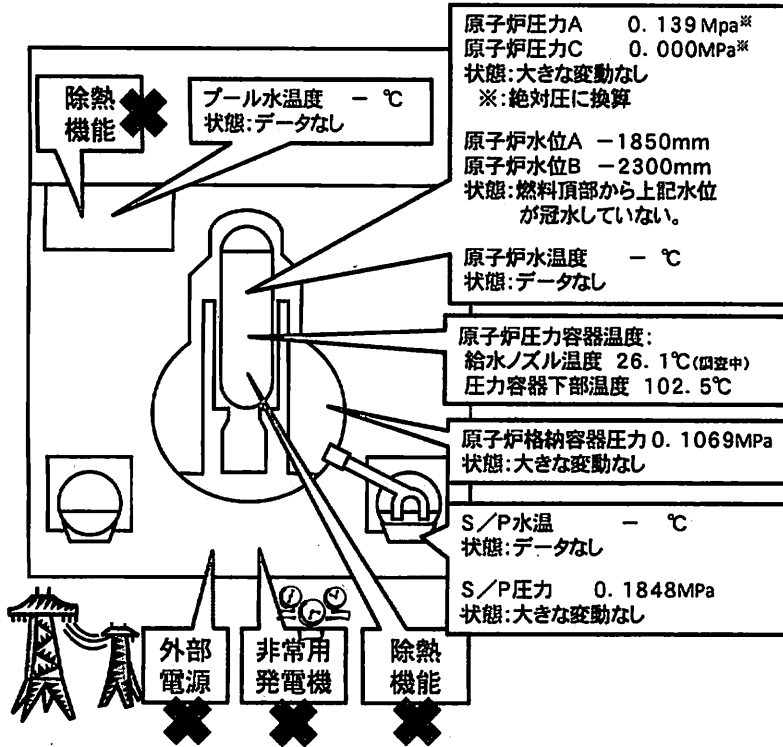 原子炉圧力A　0. 139Mpa※
原子炉圧力C　0. 000MPa※
状態:大きな変動なし
※:絶対圧に換算
原子炉水位A －1850mm
原子炉水位B －2300mm
状態:燃料頂部から上記水位
が冠水していない。
原子炉水温度　－ ℃
状態:データなし
除熱
機能
プール水温度　－ ℃
状態:データなし
原子炉圧力容器温度:
給水ノズル温度 26. 1℃(調査中)
圧力容器下部温度 102. 5℃
原子炉格納容器圧力 0. 1069MPa
状態:大きな変動なし
S／P水温　－ ℃
状態:データなし
S／P圧力　0. 1848MPa
状態:大きな変動なし
外部
電源
非常用
発電機
除熱
機能